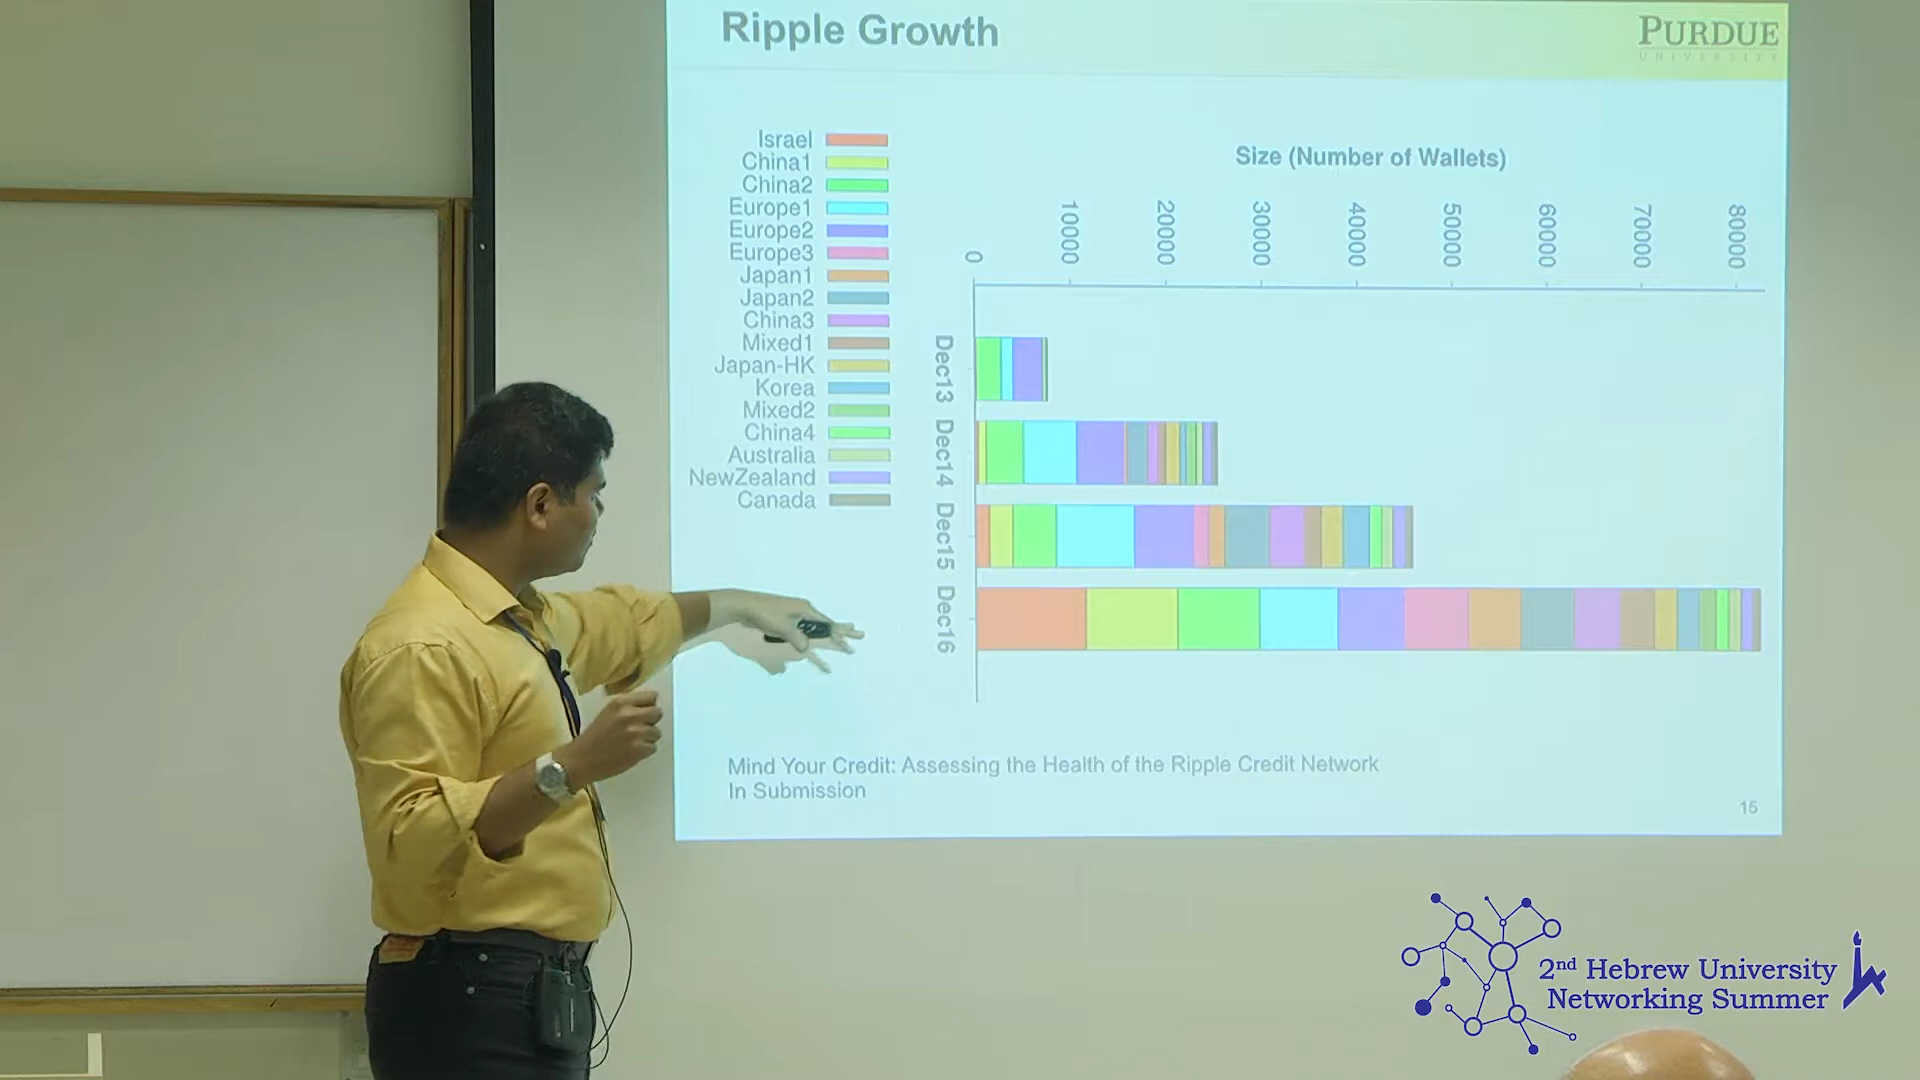 Ripple Growth
PURDUE
UNIVERSITY
Israel
China1
China2
Europe1
Europe2
Europe3
Japan1
Japan2
China3
Mixed1
Japan-HK
Korea
Mixed2
China4
Australia
NewZealand
Canada
Size (Number of Wallets)
0
10000
20000
30000
40000
50000
60000
70000
80000
Dec13
Dec14
Dec15
Dec16
Mind Your Credit: Assessing the Health of the Ripple Credit Network
In Submission
15
2nd Hebrew University
Networking Summer